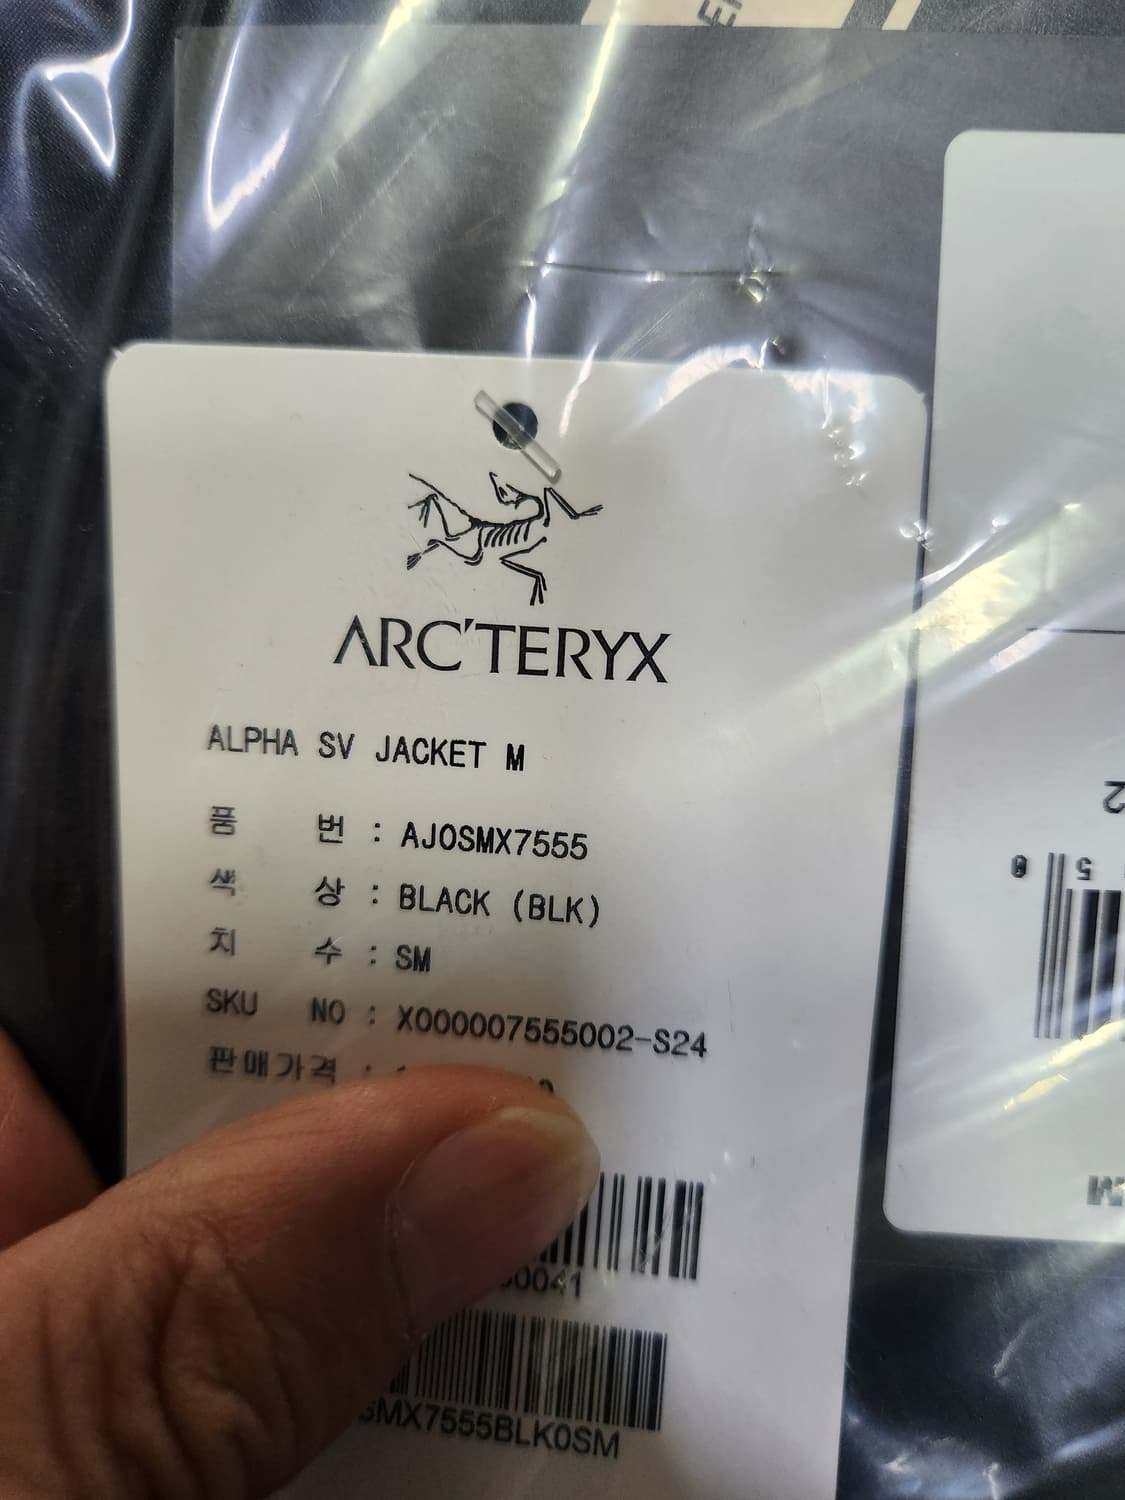 ARC'TERYX
ALPHA SV JACKET M
품 번 : AJOSMX7555
색 상 : BLACK (BLK)
치 수 : SM
SKU NO : X000007555002-S24
판매가격 :
0041
SMX7555BLK0SM